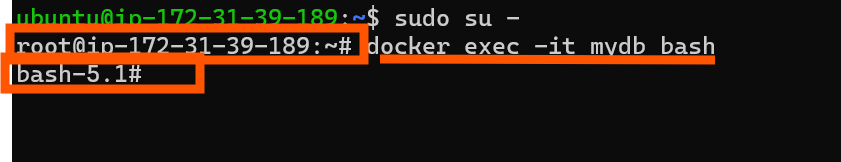 ubuntu@ip-172-31-39-189:~$ sudo su -
root@ip-172-31-39-189:~# docker exec -it mydb bash
bash-5.1#